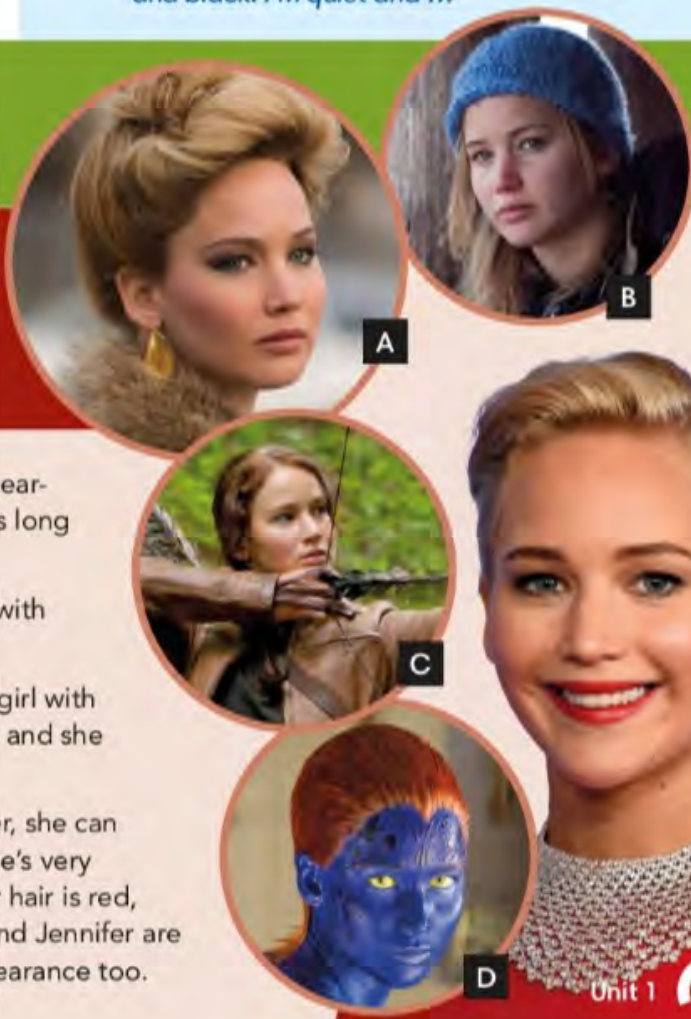 and black. I'm quiet and ...
A
B
ear-
s long
with
girl with
and she
er, she can
e's very
hair is red,
nd Jennifer are
earance too.
C
D
Unit 1